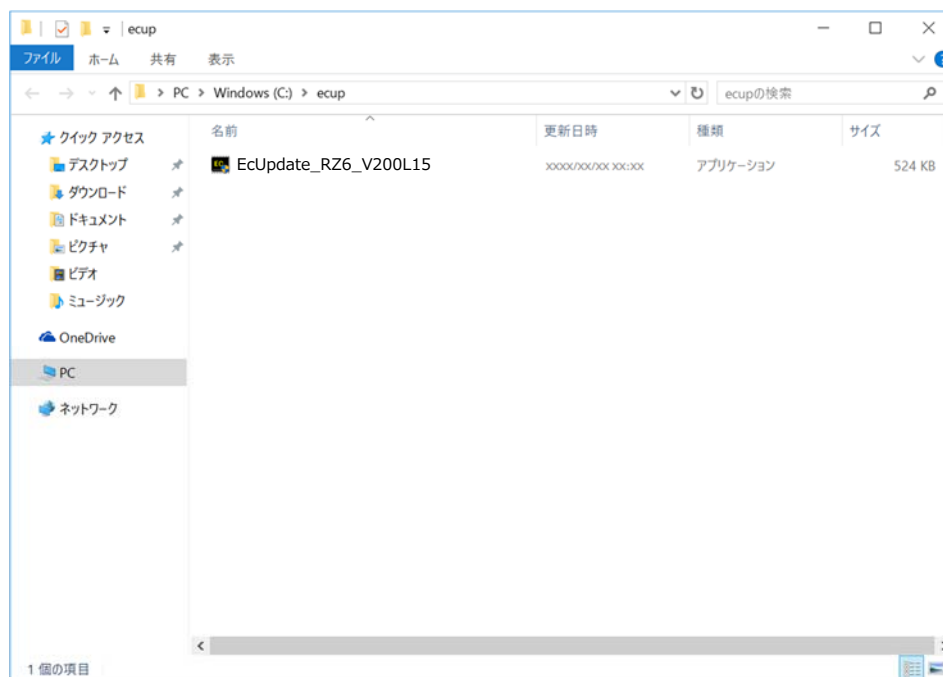 ecup
ファイル ホーム 共有 表示
PC Windows (C:) ecup ecupの検索
名前 更新日時 種類 サイズ
EcUpdate_RZ6_V200L15 xxxx/xx/xx xx:xx アプリケーション 524 KB
クイック アクセス
デスクトップ
ダウンロード
ドキュメント
ピクチャ
ビデオ
ミュージック
OneDrive
PC
ネットワーク
1 個の項目